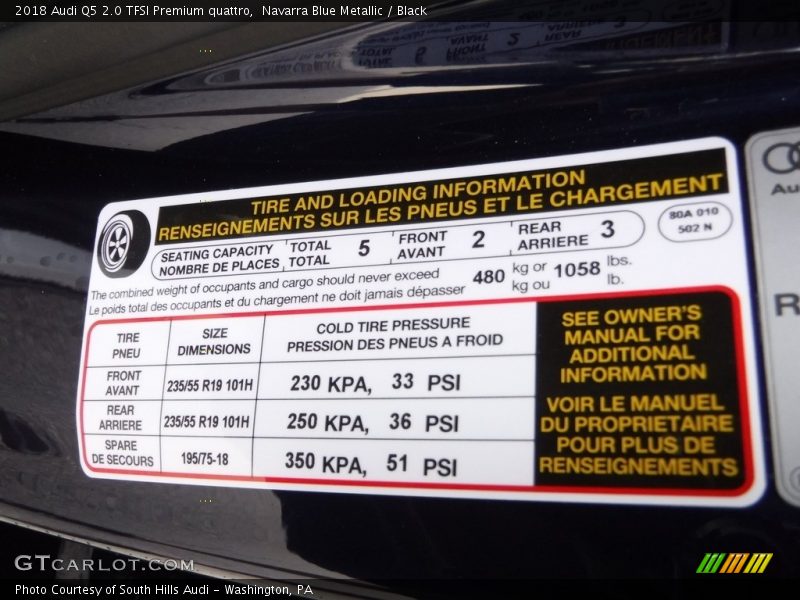 2018 Audi Q5 2.0 TFSI Premium quattro,  Navarra Blue Metallic / Black
TIRE AND LOADING INFORMATION
RENSEIGNEMENTS SUR LES PNEUS ET LE CHARGEMENT
SEATING CAPACITY TOTAL 5 FRONT 2 REAR 3
NOMBRE DE PLACES TOTAL AVANT ARRIERE
80A 010
502 N
The combined weight of occupants and cargo should never exceed 480 kg or 1058 lbs.
Le poids total des occupants et du chargement ne doit jamais dépasser kg ou lb.
TIRE SIZE COLD TIRE PRESSURE
PNEU DIMENSIONS PRESSION DES PNEUS A FROID
FRONT
AVANT 235/55 R19 101H 230 KPA, 33 PSI
REAR
ARRIERE 235/55 R19 101H 250 KPA, 36 PSI
SPARE
DE SECOURS 195/75-18 350 KPA, 51 PSI
SEE OWNER'S
MANUAL FOR
ADDITIONAL
INFORMATION
VOIR LE MANUEL
DU PROPRIETAIRE
POUR PLUS DE
RENSEIGNEMENTS
GTCARLOT.COM
Photo Courtesy of South Hills Audi - Washington, PA